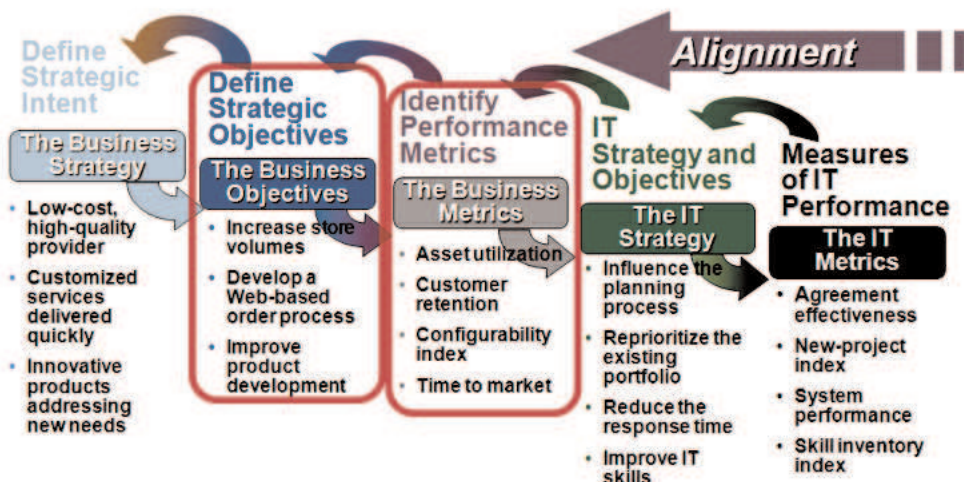 Alignment
Define
Strategic
Intent
The Business
Strategy
• Low-cost,
high-quality
provider
• Customized
services
delivered
quickly
• Innovative
products
addressing
new needs
Define
Strategic
Objectives
The Business
Objectives
• Increase store
volumes
• Develop a
Web-based
order process
• Improve
product
development
Identify
Performance
Metrics
The Business
Metrics
• Asset utilization
• Customer
retention
• Configurability
index
• Time to market
IT
Strategy and
Objectives
The IT
Strategy
• Influence the
planning
process
• Reprioritize the
existing
portfolio
• Reduce the
response time
• Improve IT
skills
Measures
of IT
Performance
The IT
Metrics
• Agreement
effectiveness
• New-project
index
• System
performance
• Skill inventory
index